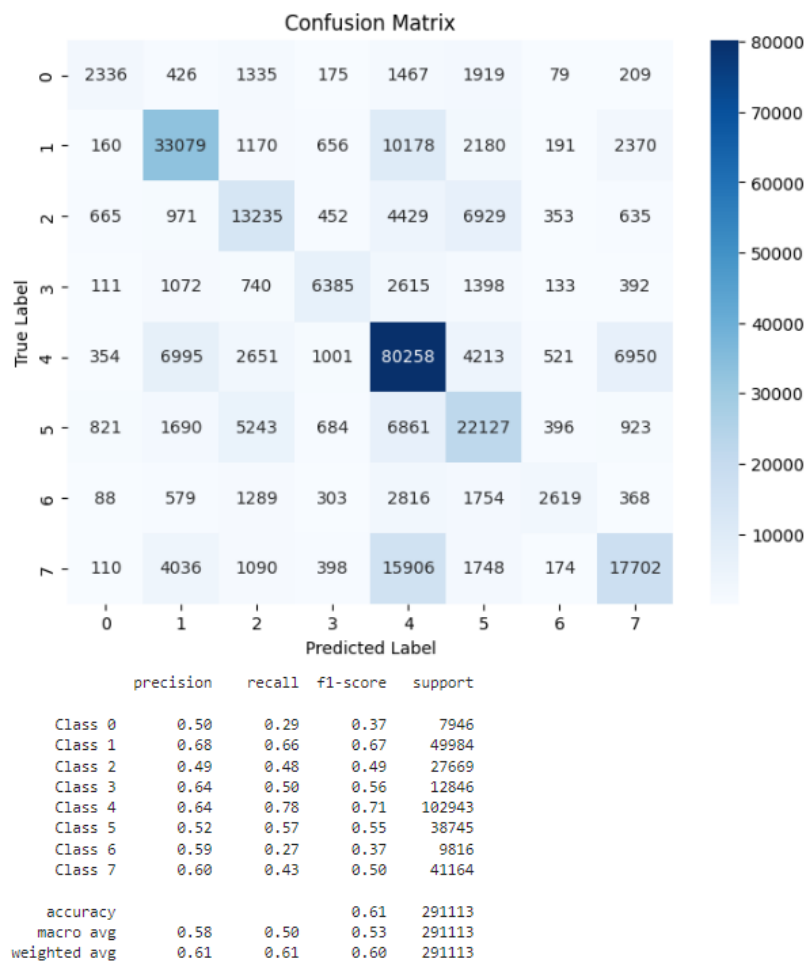 Confusion Matrix
0 2336 426 1335 175 1467 1919 79 209
1 160 33079 1170 656 10178 2180 191 2370
2 665 971 13235 452 4429 6929 353 635
3 111 1072 740 6385 2615 1398 133 392
4 354 6995 2651 1001 80258 4213 521 6950
5 821 1690 5243 684 6861 22127 396 923
6 88 579 1289 303 2816 1754 2619 368
7 110 4036 1090 398 15906 1748 174 17702
0 1 2 3 4 5 6 7
True Label
Predicted Label
80000
70000
60000
50000
40000
30000
20000
10000
precision recall f1-score support
Class 0 0.50 0.29 0.37 7946
Class 1 0.68 0.66 0.67 49984
Class 2 0.49 0.48 0.49 27669
Class 3 0.64 0.50 0.56 12846
Class 4 0.64 0.78 0.71 102943
Class 5 0.52 0.57 0.55 38745
Class 6 0.59 0.27 0.37 9816
Class 7 0.60 0.43 0.50 41164
accuracy 0.61 291113
macro avg 0.58 0.50 0.53 291113
weighted avg 0.61 0.61 0.60 291113